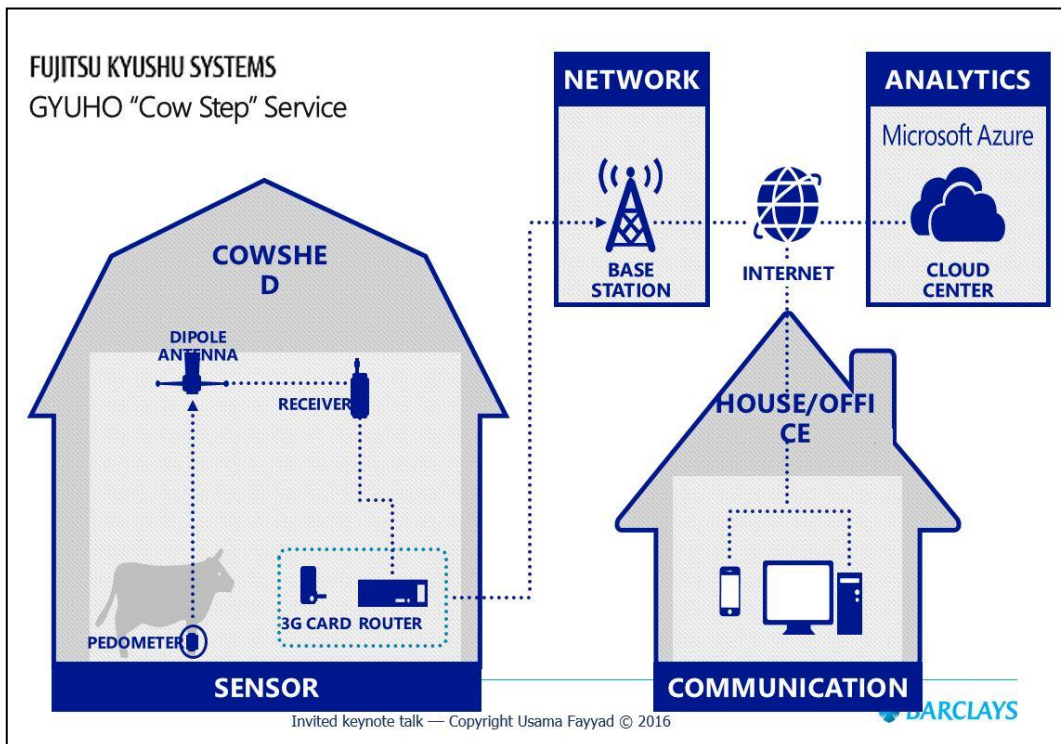 FUJITSU KYUSHU SYSTEMS
GYUHO “Cow Step” Service
NETWORK
BASE
STATION
INTERNET
ANALYTICS
Microsoft Azure
CLOUD
CENTER
COWSHE
D
DIPOLE
ANTENNA
RECEIVER
3G CARD
ROUTER
PEDOMETER
SENSOR
HOUSE/OFFI
CE
COMMUNICATION
Invited keynote talk — Copyright Usama Fayyad © 2016
BARCLAYS